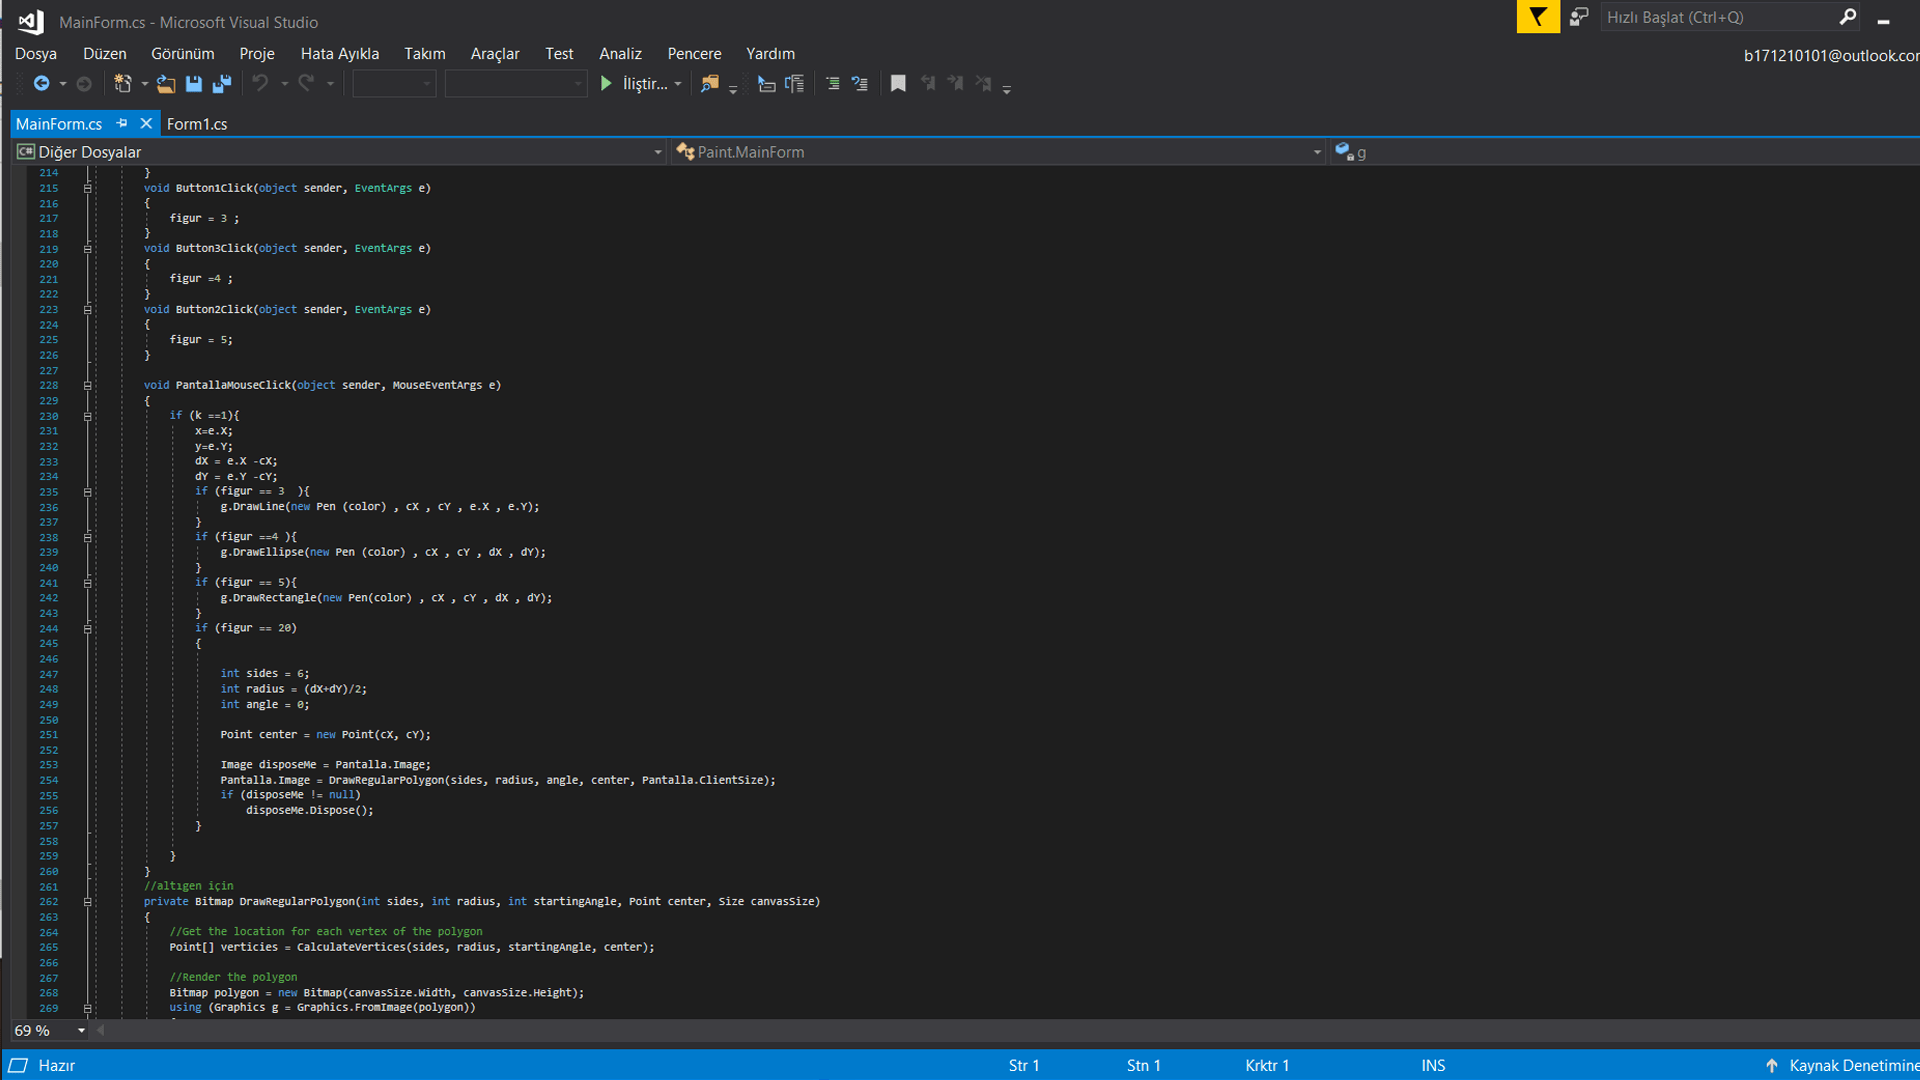 MainForm.cs - Microsoft Visual Studio
Hızlı Başlat (Ctrl+Q)
Dosya Düzen Görünüm Proje Hata Ayıkla Takım Araçlar Test Analiz Pencere Yardım
b171210101@outlook.cor
İliştir...
MainForm.cs Form1.cs
C# Diğer Dosyalar Paint.MainForm g
214 }
215 void Button1Click(object sender, EventArgs e)
216 {
217 figur = 3 ;
218 }
219 void Button3Click(object sender, EventArgs e)
220 {
221 figur =4 ;
222 }
223 void Button2Click(object sender, EventArgs e)
224 {
225 figur = 5;
226 }
227
228 void PantallaMouseClick(object sender, MouseEventArgs e)
229 {
230 if (k ==1){
231 x=e.X;
232 y=e.Y;
233 dX = e.X -cX;
234 dY = e.Y -cY;
235 if (figur == 3  ){
236 g.DrawLine(new Pen (color) , cX , cY , e.X , e.Y);
237 }
238 if (figur ==4 ){
239 g.DrawEllipse(new Pen (color) , cX , cY , dX , dY);
240 }
241 if (figur == 5){
242 g.DrawRectangle(new Pen(color) , cX , cY , dX , dY);
243 }
244 if (figur == 20)
245 {
246
247 int sides = 6;
248 int radius = (dX+dY)/2;
249 int angle = 0;
250
251 Point center = new Point(cX, cY);
252
253 Image disposeMe = Pantalla.Image;
254 Pantalla.Image = DrawRegularPolygon(sides, radius, angle, center, Pantalla.ClientSize);
255 if (disposeMe != null)
256 disposeMe.Dispose();
257 }
258
259 }
260 }
261 //altıgen için
262 private Bitmap DrawRegularPolygon(int sides, int radius, int startingAngle, Point center, Size canvasSize)
263 {
264 //Get the location for each vertex of the polygon
265 Point[] verticies = CalculateVertices(sides, radius, startingAngle, center);
266
267 //Render the polygon
268 Bitmap polygon = new Bitmap(canvasSize.Width, canvasSize.Height);
269 using (Graphics g = Graphics.FromImage(polygon))
69 %
Hazır Str 1 Stn 1 Krktr 1 INS Kaynak Denetimine